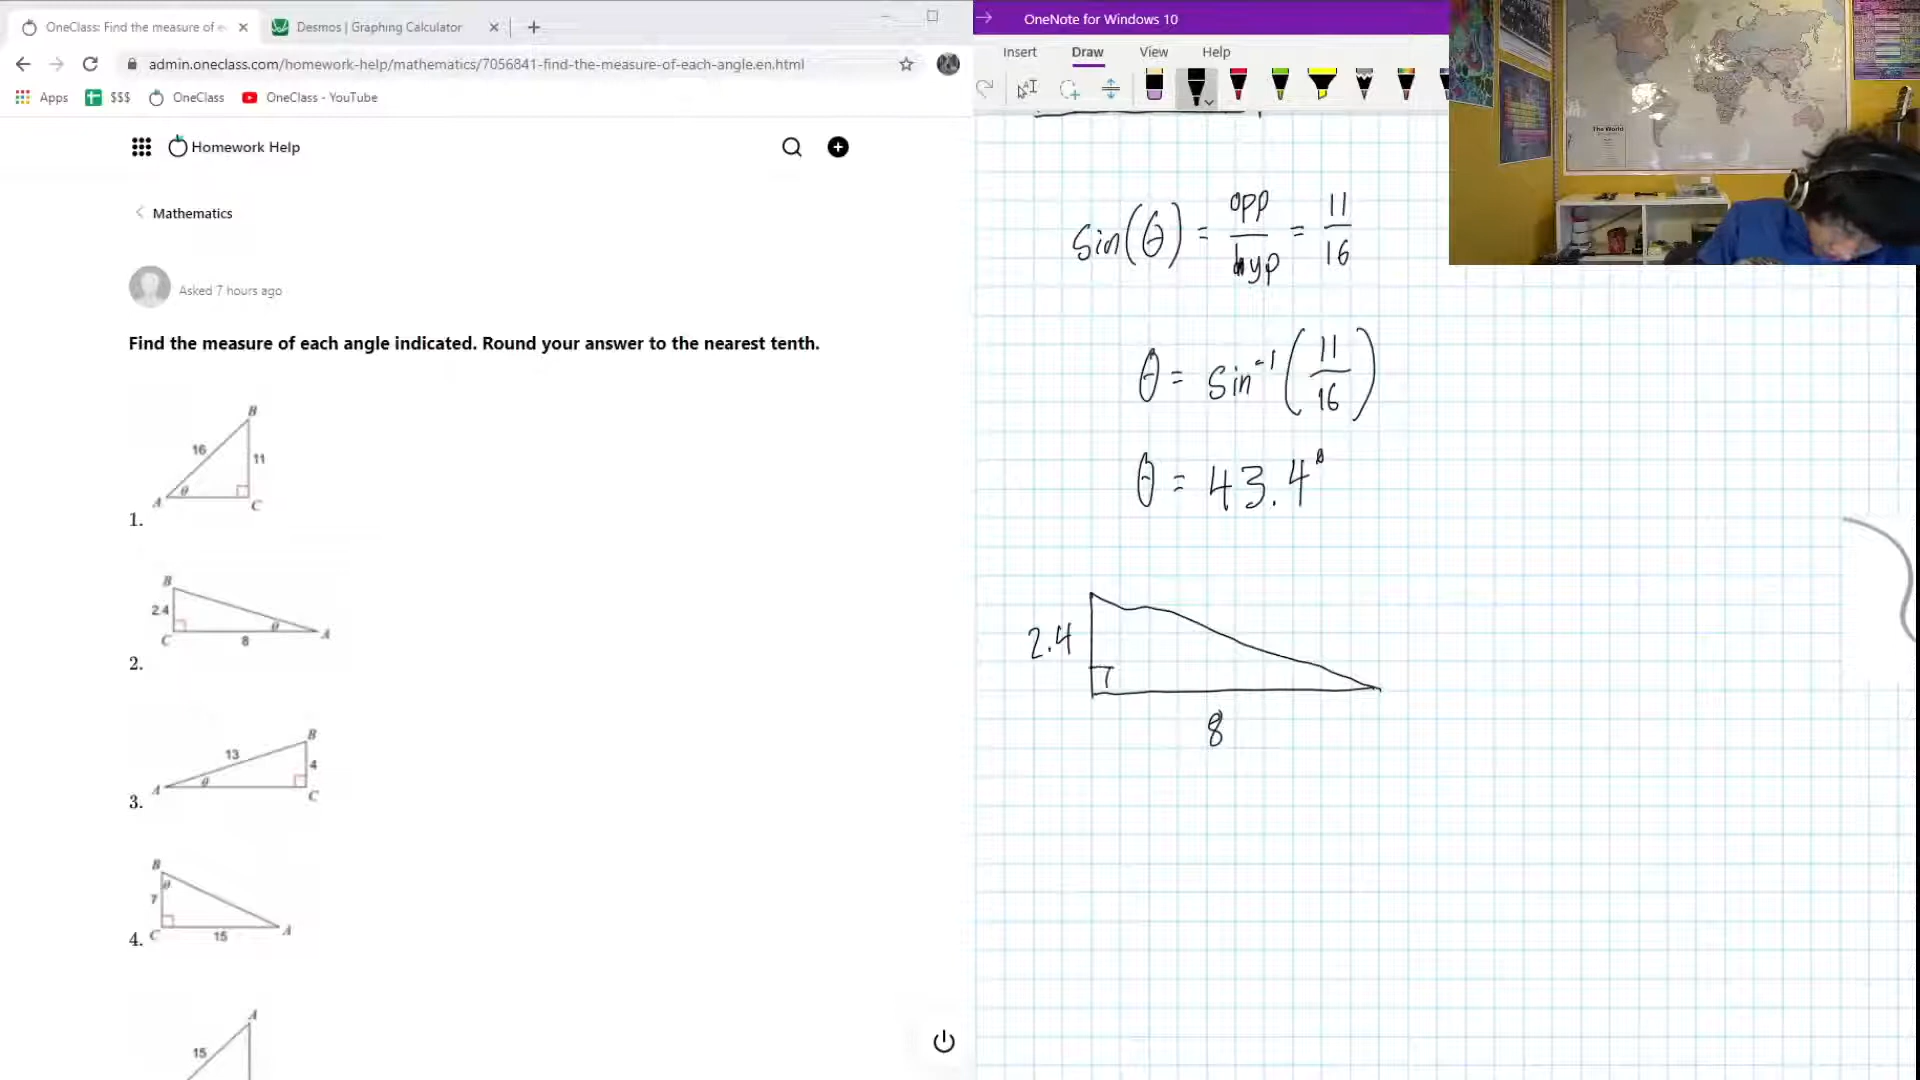 OneClass: Find the measure of e
Desmos | Graphing Calculator
admin.oneclass.com/homework-help/mathematics/7056841-find-the-measure-of-each-angle.en.html
Apps
$$$
OneClass
OneClass - YouTube
Homework Help
Mathematics
Asked 7 hours ago
Find the measure of each angle indicated. Round your answer to the nearest tenth.
B
16
11
A
θ
C
1.
B
2.4
θ
A
C
8
2.
B
13
4
A
θ
C
3.
B
θ
7
C
15
A
4.
A
15
OneNote for Windows 10
Insert
Draw
View
Help
sin(θ) = opp/hyp = 11/16
θ = sin⁻¹(11/16)
θ = 43.4°
2.4
8
The World